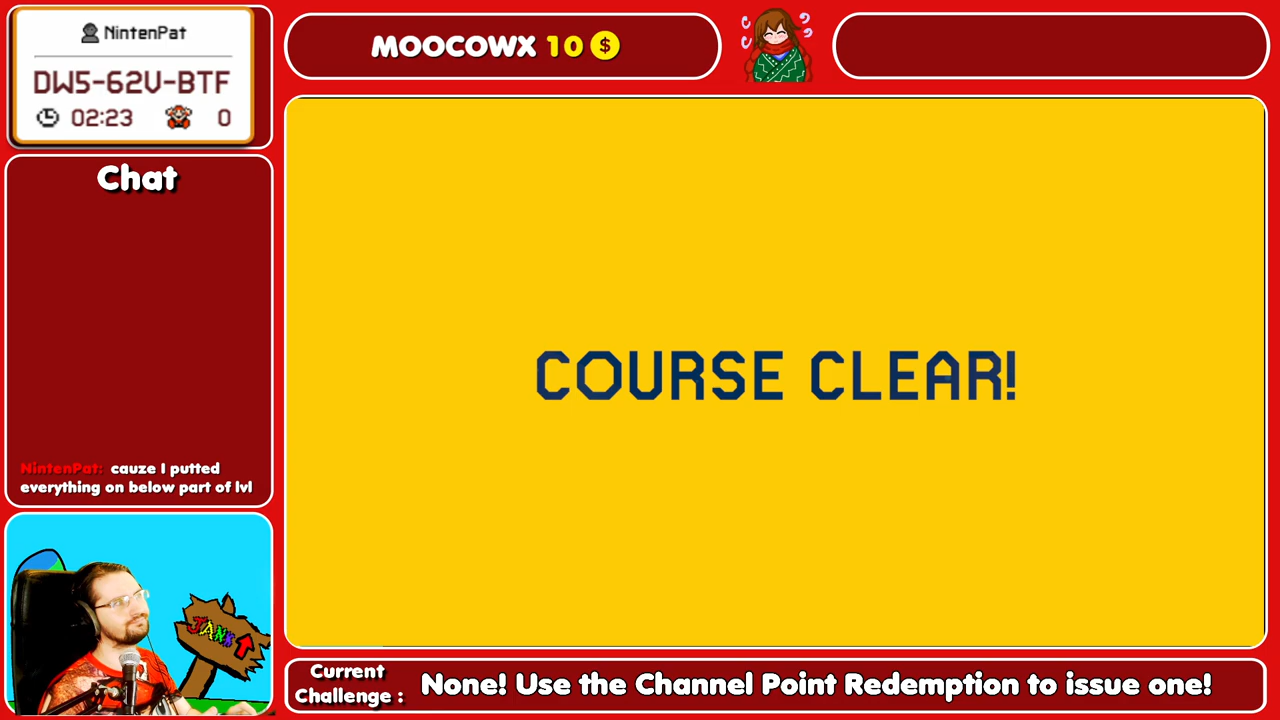 NintenPat
DW5-62V-BTF
02:23 0
MOOCOWX 10 $
Chat
NintenPat: cauze I putted
everything on below part of lvl
COURSE CLEAR!
JANK
Current
Challenge :
None! Use the Channel Point Redemption to issue one!